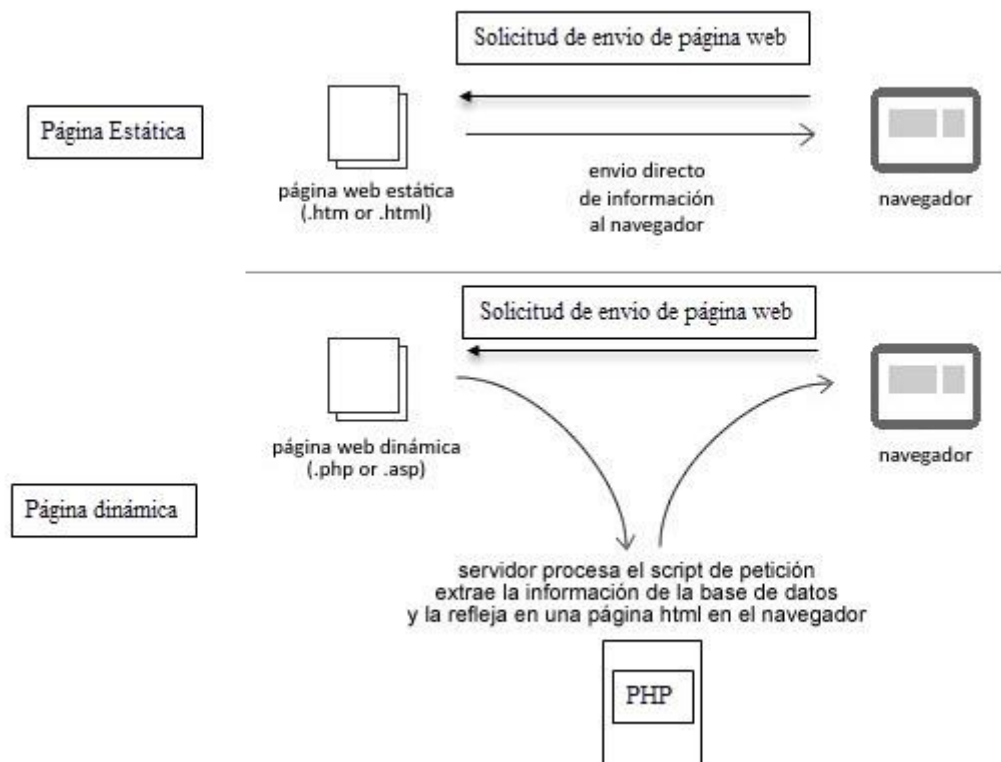 Solicitud de envio de página web
Página Estática
página web estática
(.htm or .html)
envio directo
de información
al navegador
navegador
Solicitud de envio de página web
página web dinámica
(.php or .asp)
navegador
Página dinámica
servidor procesa el script de petición
extrae la información de la base de datos
y la refleja en una página html en el navegador
PHP